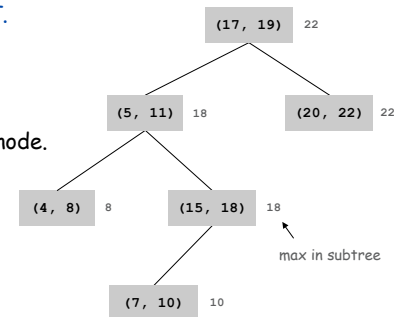 (17, 19) 22
(5, 11) 18
(20, 22) 22
(4, 8) 8
(15, 18) 18
max in subtree
(7, 10) 10